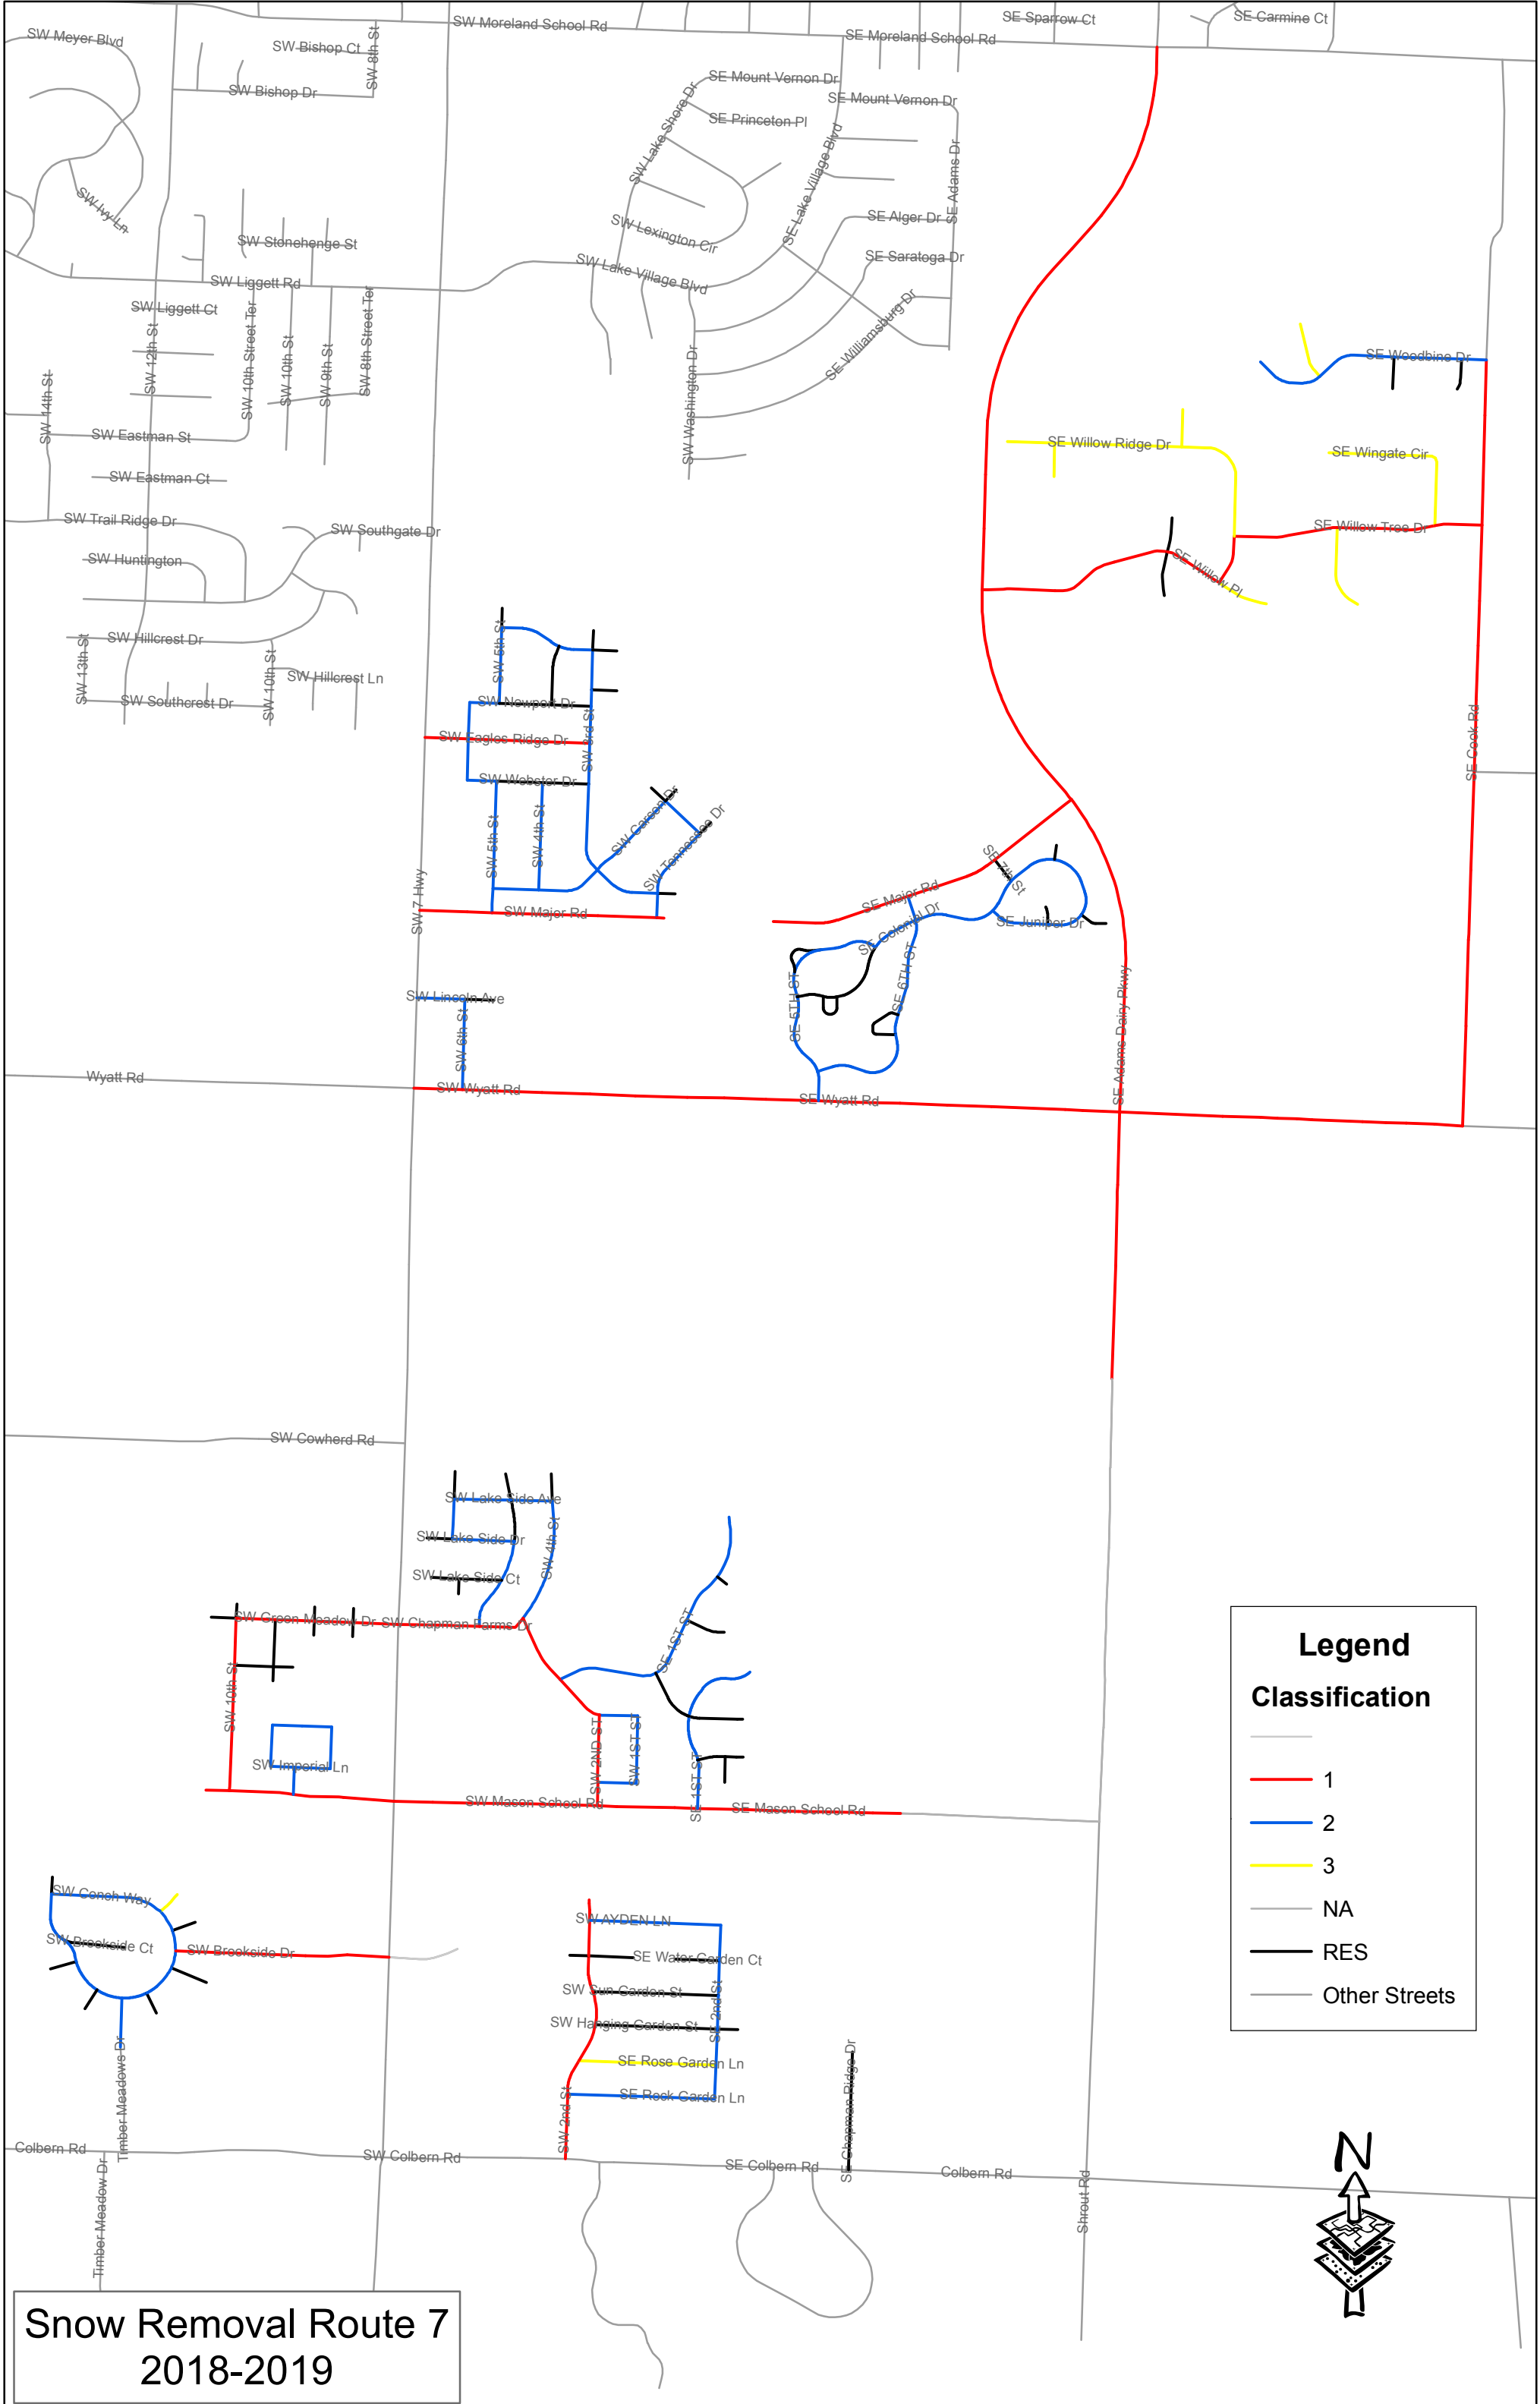 SW Moreland School Rd
SE Sparrow Ct
SE Carmine Ct
SE Moreland School Rd
SW Meyer Blvd
SW Bishop Ct
SW 8th St
SW Bishop Dr
SE Mount Vernon Dr
SE Mount Vernon Dr
SE Princeton Pl
SW Lake Shore Dr
SE Lake Village Blvd
SE Adams Dr
SW Ivy Ln
SW Stonehenge St
SW Lexington Cir
SE Alger Dr
SE Saratoga Dr
SW Lake Village Blvd
SW Liggett Rd
SW Liggett Ct
SW 12th St
SW 10th Street Ter
SW 10th St
SW 9th St
SW 8th Street Ter
SE Williamsburg Dr
SW Washington Dr
SE Woodbine Dr
SW 14th St
SW Eastman St
SE Willow Ridge Dr
SE Wingate Cir
SW Eastman Ct
SW Trail Ridge Dr
SW Southgate Dr
SE Willow Tree Dr
SW Huntington
SE Willow Pl
SW Hillcrest Dr
SW 13th St
SW 10th St
SW Hillcrest Ln
SW Southcrest Dr
SW 5th St
SW Newport Dr
SW 3rd St
SW Eagles Ridge Dr
SE Cook Rd
SW Webster Dr
SW 5th St
SW 4th St
SW Carson Dr
SW Tennessee Dr
SW 7 Hwy
SW Major Rd
SE 7th St
SE Major Rd
SE Colonial Dr
SE Juniper Dr
SE 6TH ST
SE 5TH ST
SW Lincoln Ave
SW 6th St
SE Adams Dairy Pkwy
Wyatt Rd
SW Wyatt Rd
SE Wyatt Rd
SW Cowherd Rd
SW Lake Side Ave
SW Lake Side Dr
SW 4th St
SW Lake Side Ct
SW Green Meadow Dr
SW Chapman Farms Dr
SE 1ST ST
SW 10th St
SW Imperial Ln
SW 2ND ST
SW 1ST ST
SE 1ST ST
SW Mason School Rd
SE Mason School Rd
Legend
Classification
1
2
3
NA
RES
Other Streets
SW Conch Way
SW Brookside Ct
SW Brookside Dr
SW AYDEN LN
SE Water Garden Ct
SW Sun Garden St
SE 2nd St
SW Hanging Garden St
SE Rose Garden Ln
SE Rock Garden Ln
SW 2nd St
SE Chapman Ridge Dr
Timber Meadows Dr
Colbern Rd
SW Colbern Rd
SE Colbern Rd
Colbern Rd
Timber Meadow Dr
Shrout Rd
N
Snow Removal Route 7
2018-2019